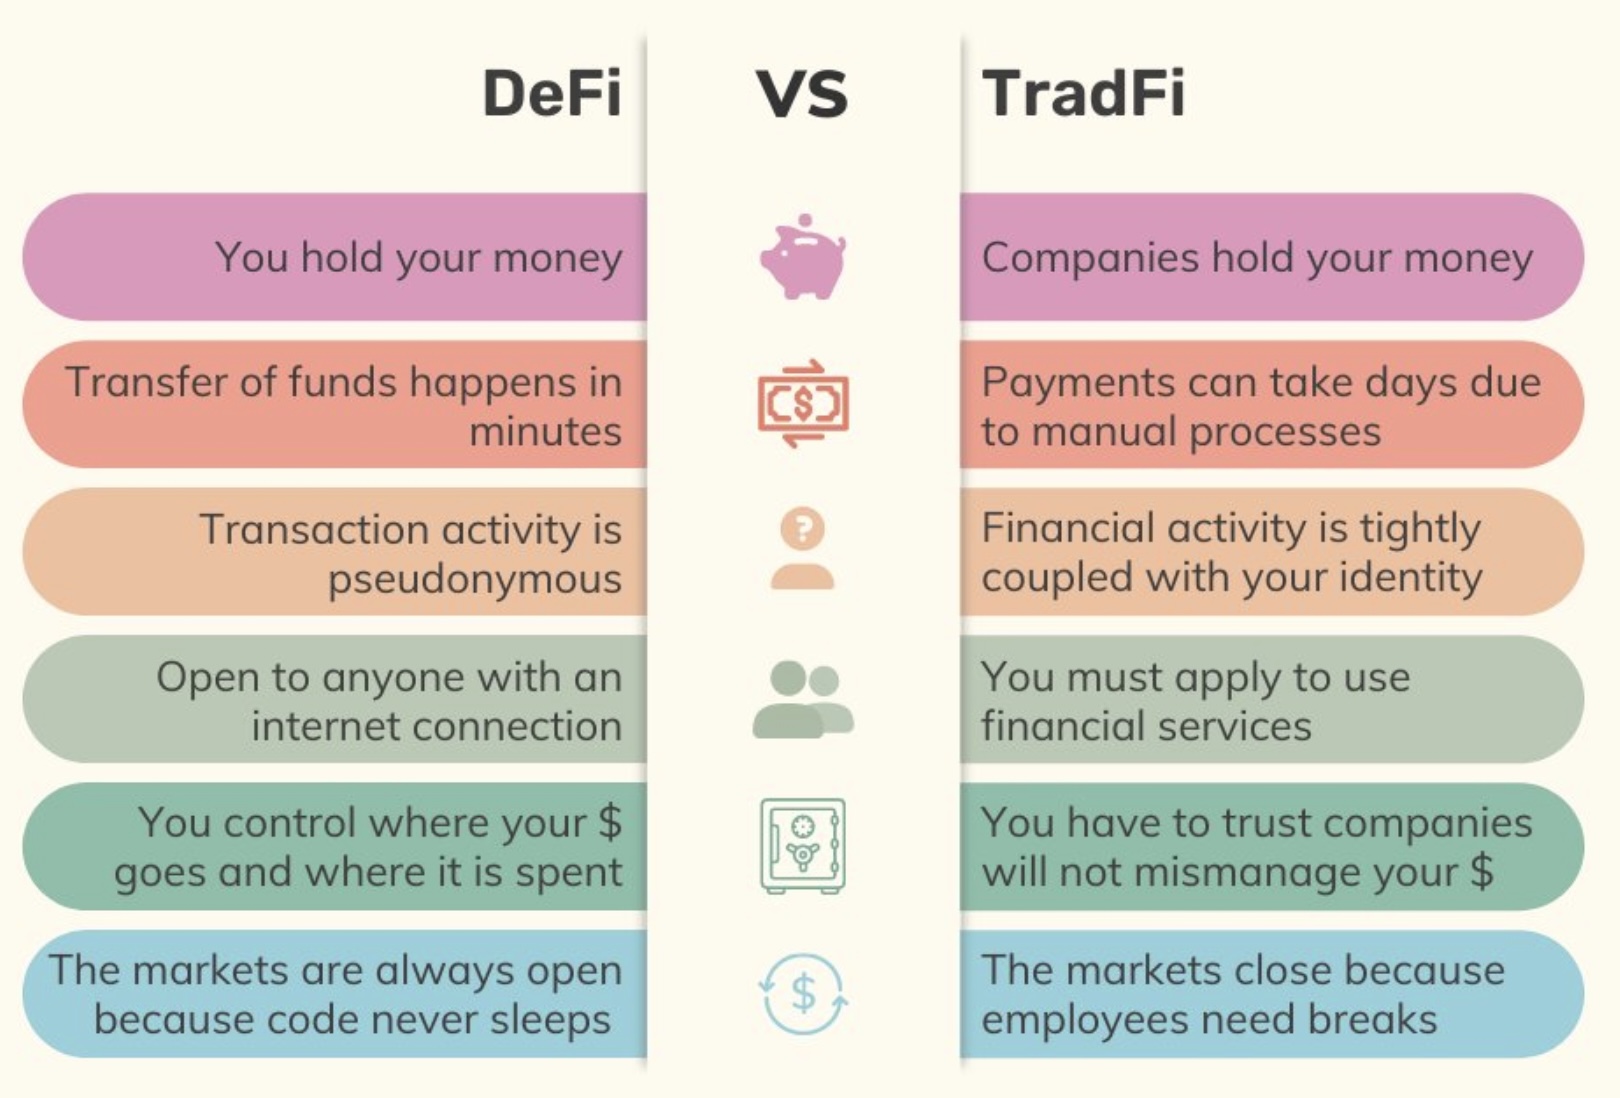 DeFi VS TradFi
You hold your money
Companies hold your money
Transfer of funds happens in
minutes
Payments can take days due
to manual processes
$
Transaction activity is
pseudonymous
?
Financial activity is tightly
coupled with your identity
Open to anyone with an
internet connection
You must apply to use
financial services
You control where your $
goes and where it is spent
You have to trust companies
will not mismanage your $
The markets are always open
because code never sleeps
$
The markets close because
employees need breaks